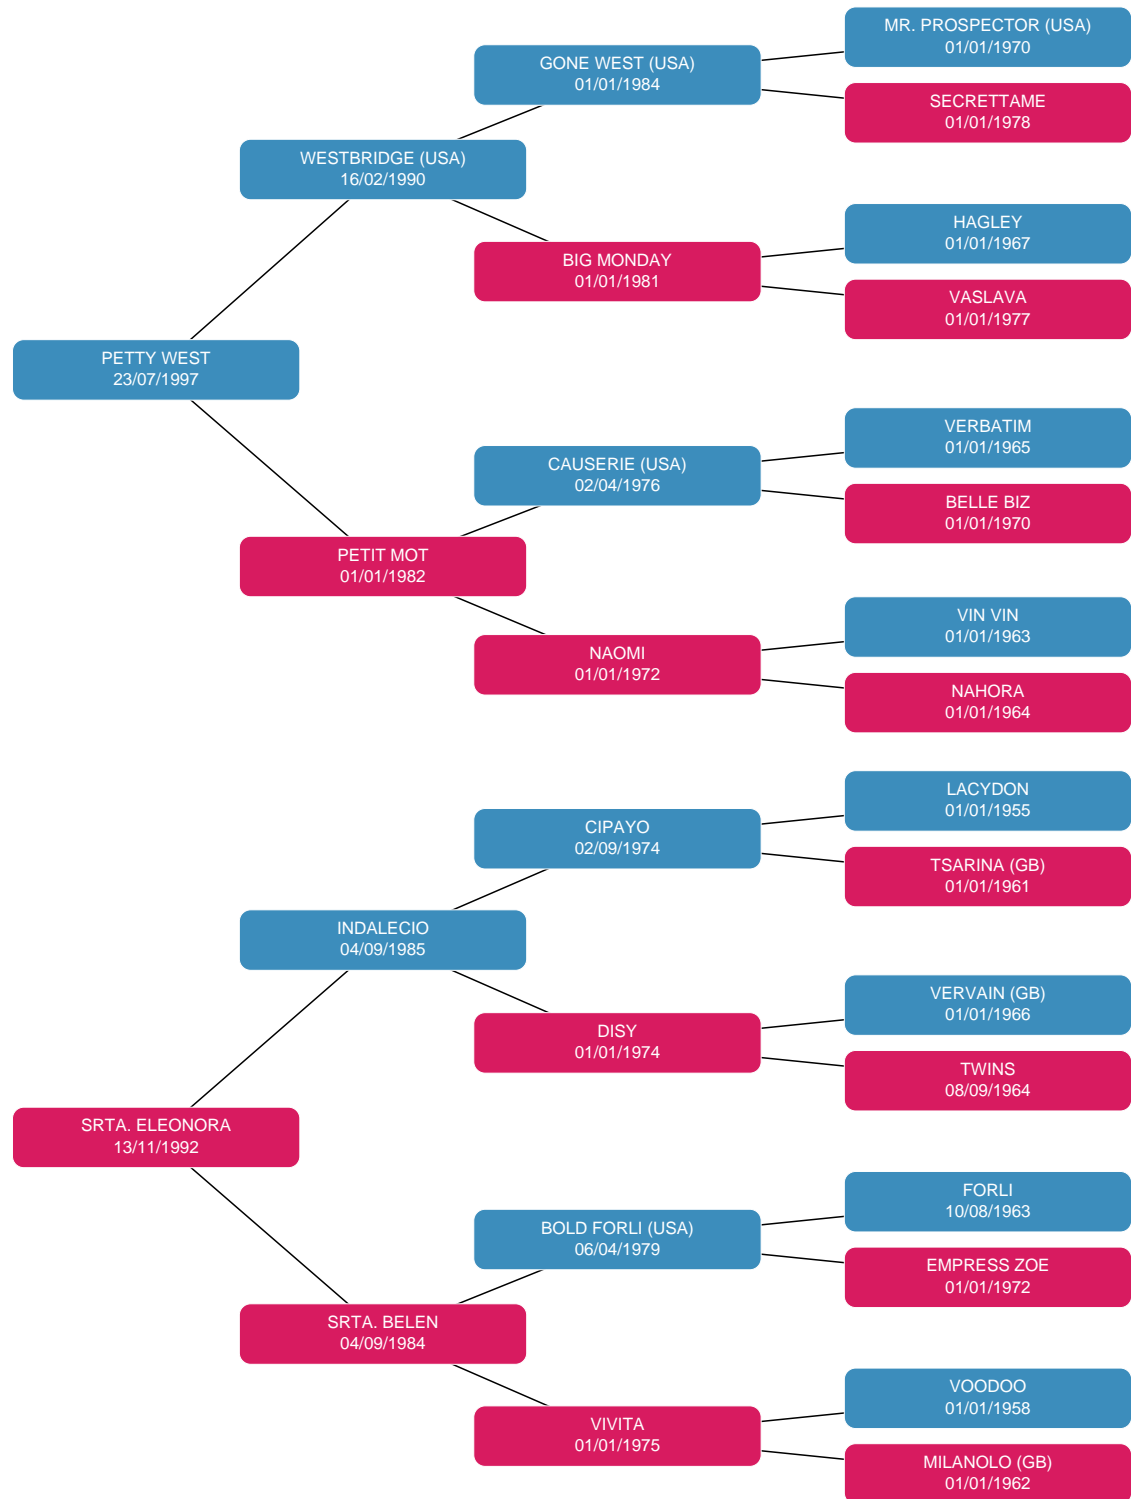 MR. PROSPECTOR (USA)
01/01/1970
GONE WEST (USA)
01/01/1984
SECRETTAME
01/01/1978
WESTBRIDGE (USA)
16/02/1990
HAGLEY
01/01/1967
BIG MONDAY
01/01/1981
VASLAVA
01/01/1977
PETTY WEST
23/07/1997
VERBATIM
01/01/1965
CAUSERIE (USA)
02/04/1976
BELLE BIZ
01/01/1970
PETIT MOT
01/01/1982
VIN VIN
01/01/1963
NAOMI
01/01/1972
NAHORA
01/01/1964
LACYDON
01/01/1955
CIPAYO
02/09/1974
TSARINA (GB)
01/01/1961
INDALECIO
04/09/1985
VERVAIN (GB)
01/01/1966
DISY
01/01/1974
TWINS
08/09/1964
SRTA. ELEONORA
13/11/1992
FORLI
10/08/1963
BOLD FORLI (USA)
06/04/1979
EMPRESS ZOE
01/01/1972
SRTA. BELEN
04/09/1984
VOODOO
01/01/1958
VIVITA
01/01/1975
MILANOLO (GB)
01/01/1962